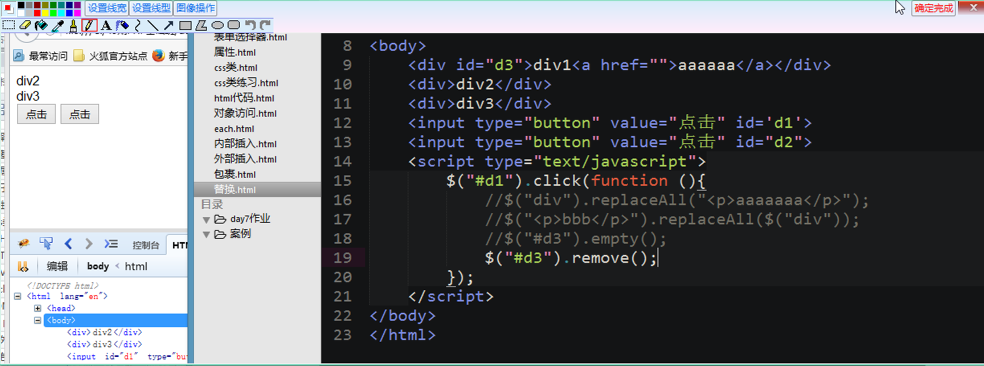 设置线宽 设置线型 图像操作 确定完成
最常访问 火狐官方站点 新手
div2
div3
点击 点击
控制台
编辑 body < html
<!DOCTYPE html>
<html lang="en">
<head>
<body>
<div>div2</div>
<div>div3</div>
<input id="d1" type="but
表单选择器.html
属性.html
css类.html
css类练习.html
html代码.html
对象访问.html
each.html
内部插入.html
外部插入.html
包裹.html
替换.html
目录
day7作业
案例
8 <body>
9 <div id="d3">div1<a href="">aaaaaa</a></div>
10 <div>div2</div>
11 <div>div3</div>
12 <input type="button" value="点击" id='d1'>
13 <input type="button" value="点击" id="d2">
14 <script type="text/javascript">
15 $("#d1").click(function (){
16 //$("div").replaceAll("<p>aaaaaaa</p>");
17 //$("<p>bbb</p>").replaceAll($("div"));
18 //$("#d3").empty();
19 $("#d3").remove();
20 });
21 </script>
22 </body>
23 </html>